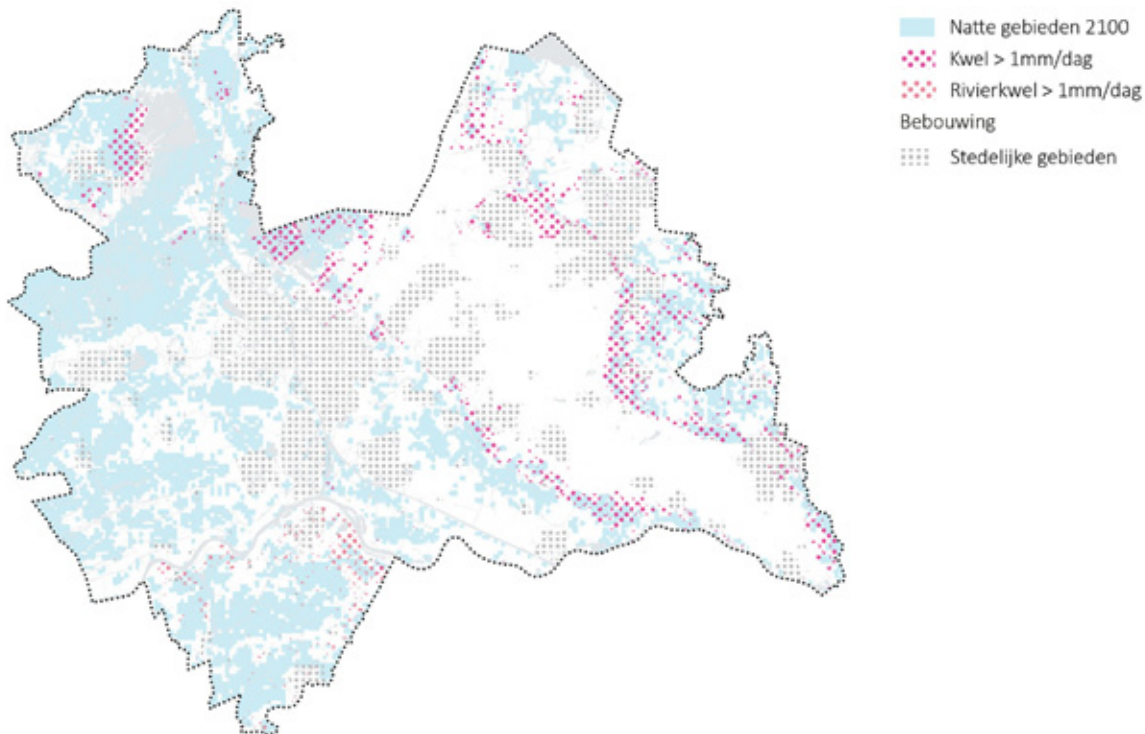 Natte gebieden 2100
Kwel > 1mm/dag
Rivierkwel > 1mm/dag
Bebouwing
Stedelijke gebieden